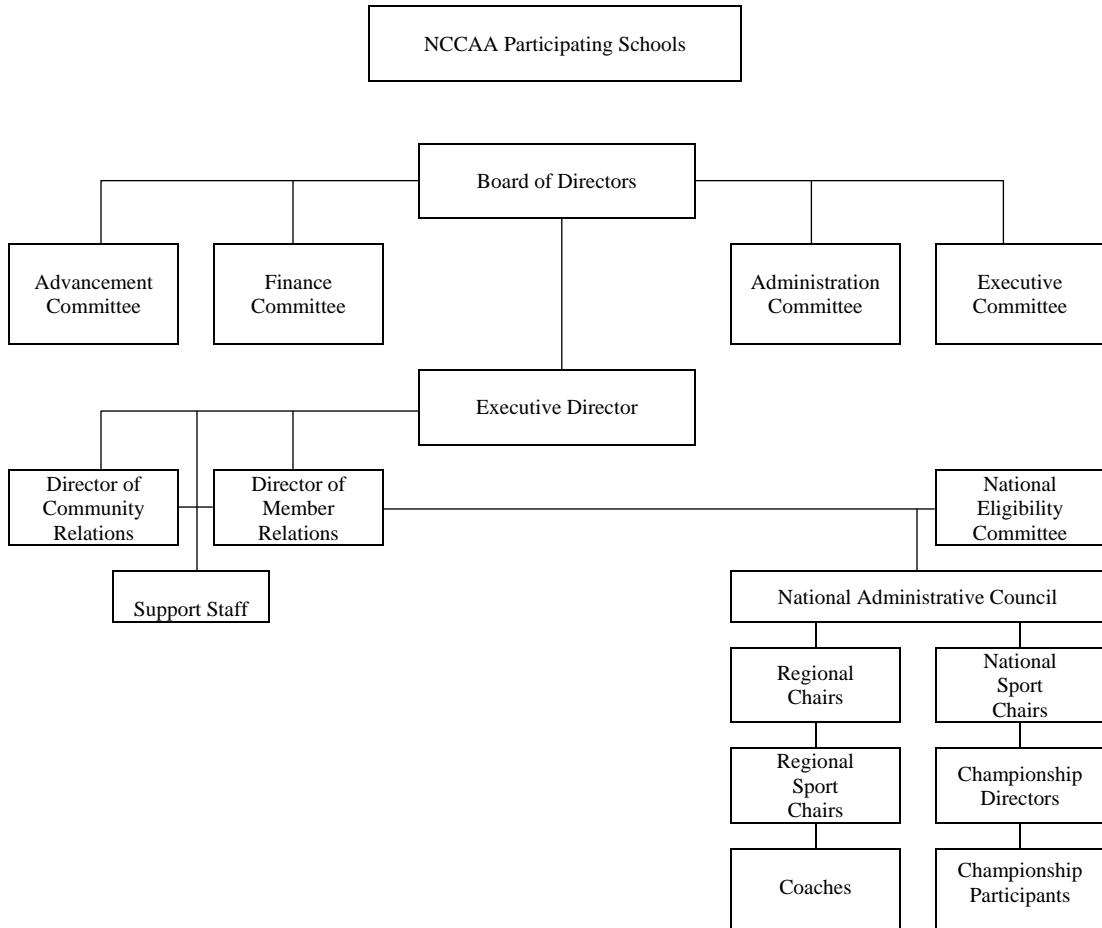 NCCAA Participating Schools
Board of Directors
Advancement
Committee
Finance
Committee
Administration
Committee
Executive
Committee
Executive Director
Director of
Community
Relations
Director of
Member
Relations
National
Eligibility
Committee
Support Staff
National Administrative Council
Regional
Chairs
National
Sport
Chairs
Regional
Sport
Chairs
Championship
Directors
Coaches
Championship
Participants